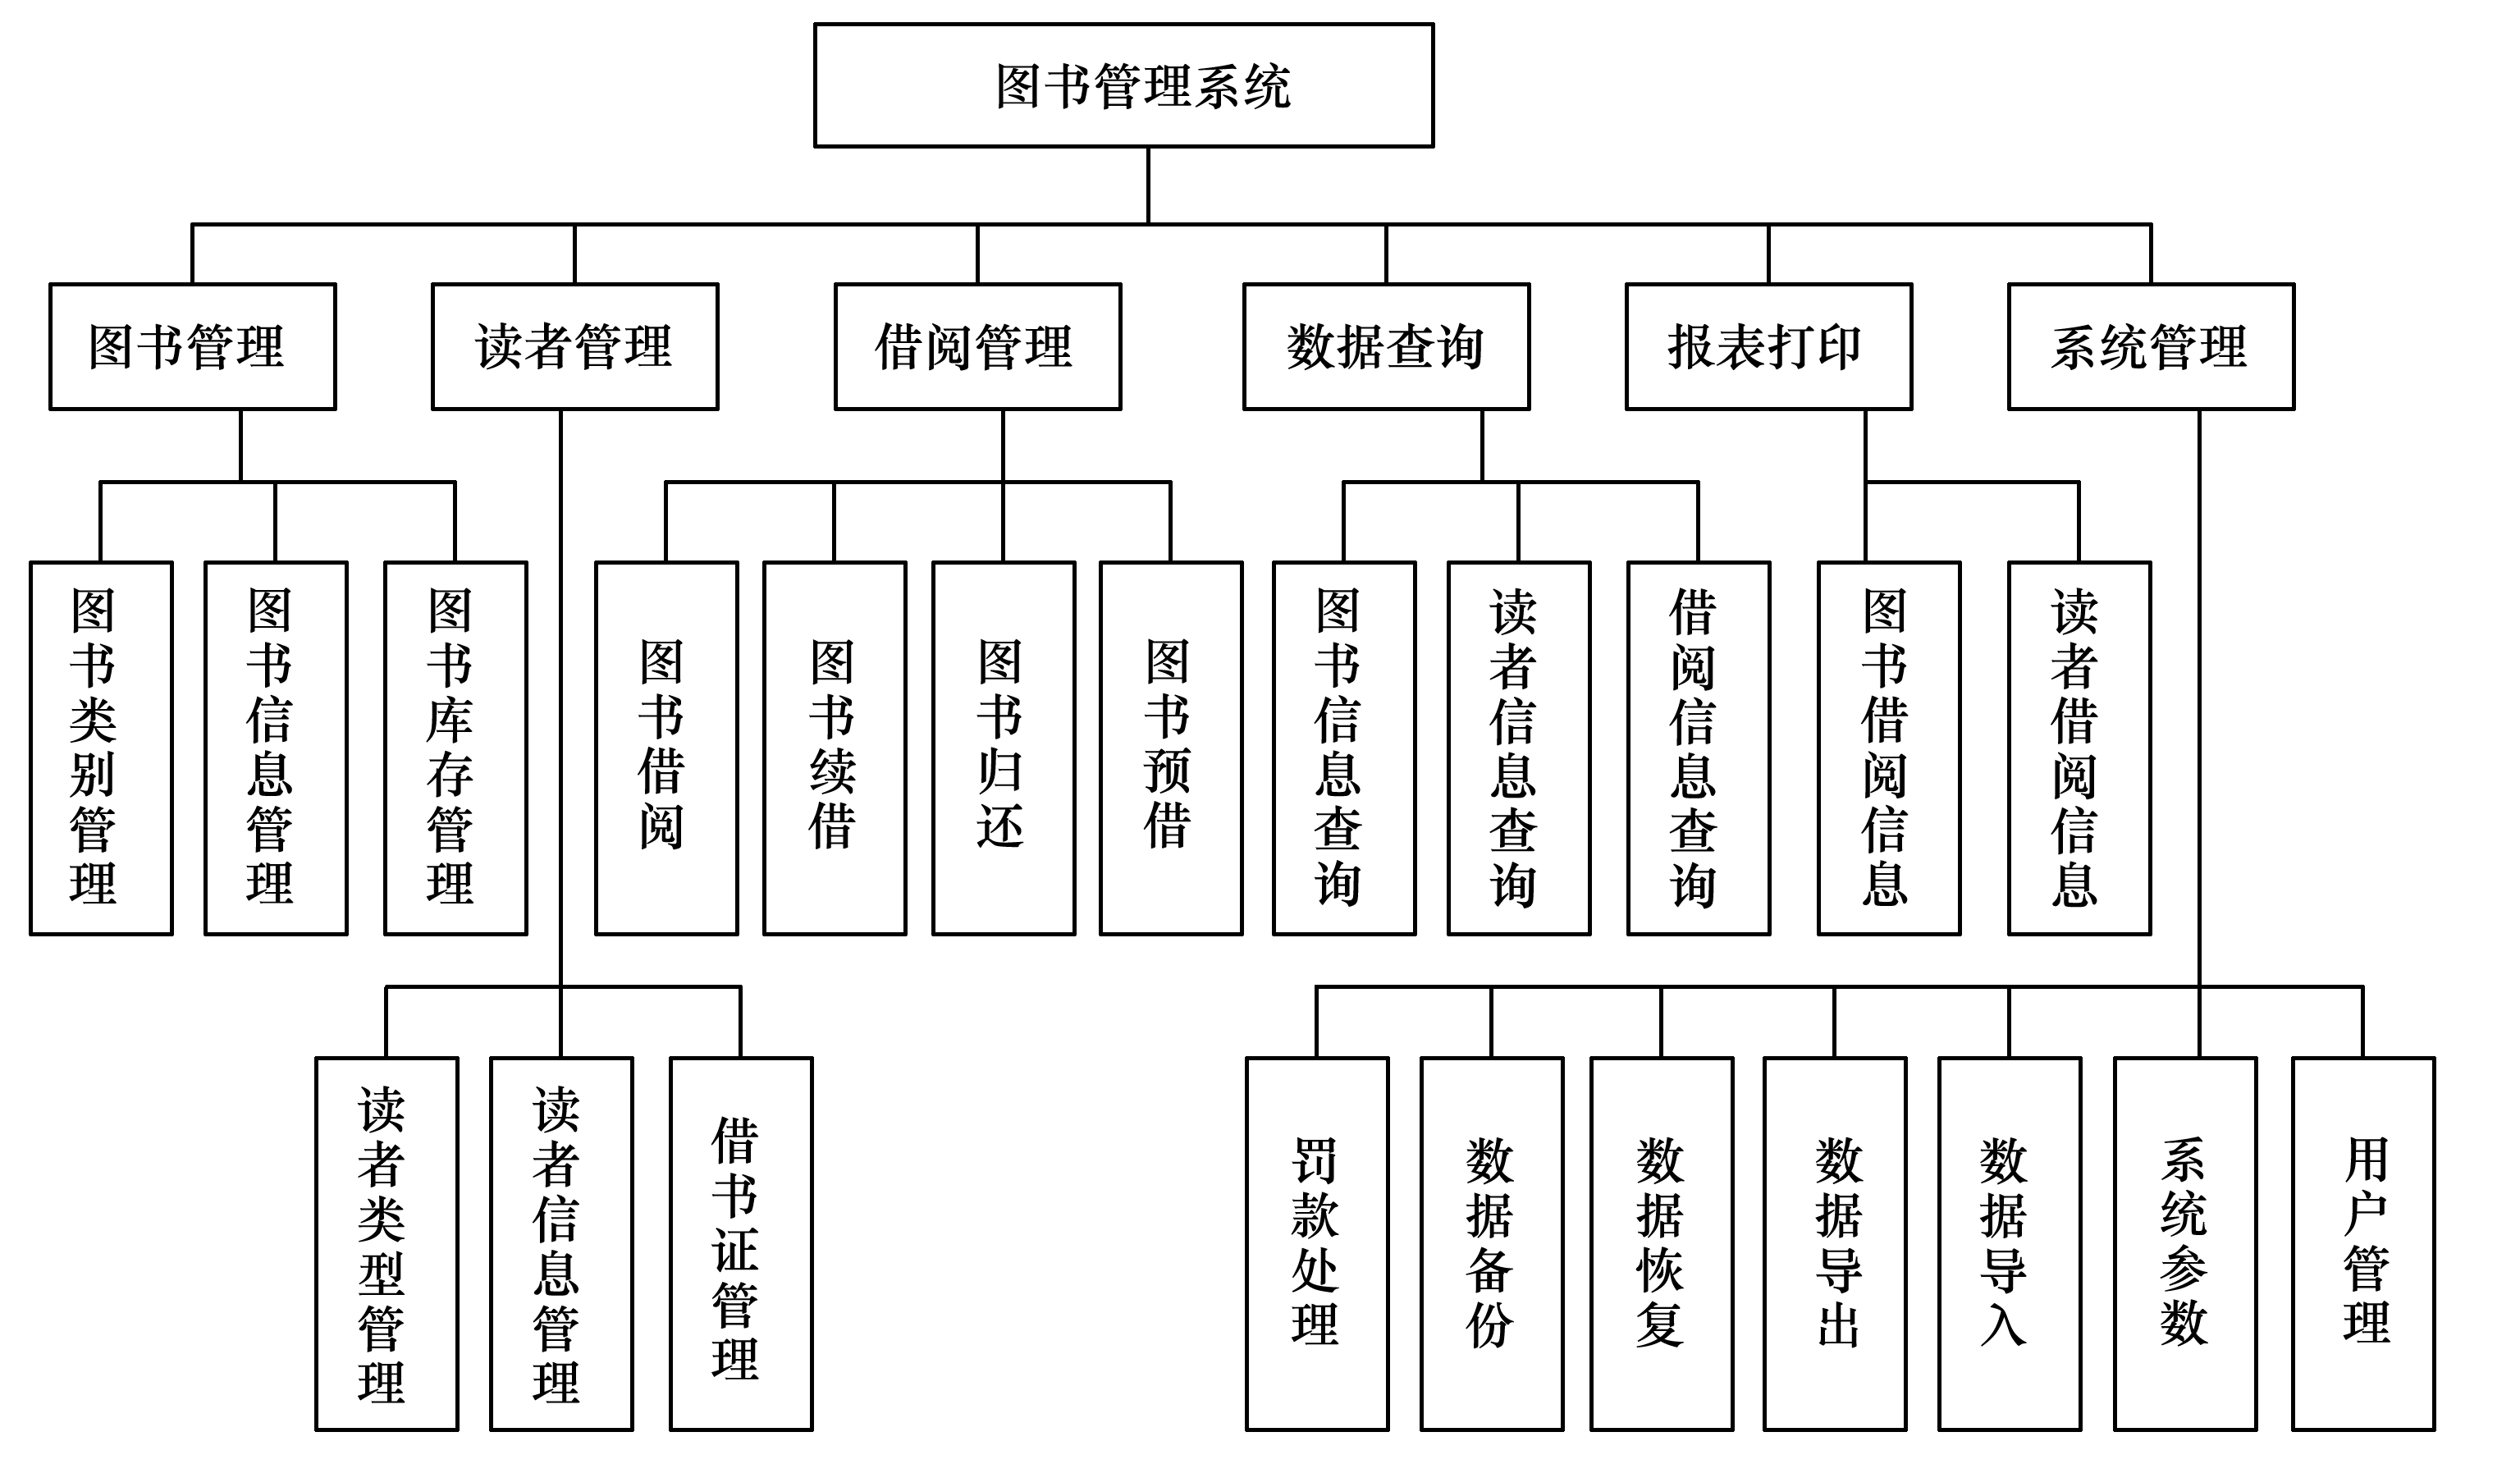 图书管理系统
图书管理
读者管理
借阅管理
数据查询
报表打印
系统管理
图书类别管理
图书信息管理
图书库存管理
图书借阅
图书续借
图书归还
图书预借
图书信息查询
读者信息查询
借阅信息查询
图书借阅信息
读者借阅信息
读者类型管理
读者信息管理
借书证管理
罚款处理
数据备份
数据恢复
数据导出
数据导入
系统参数
用户管理